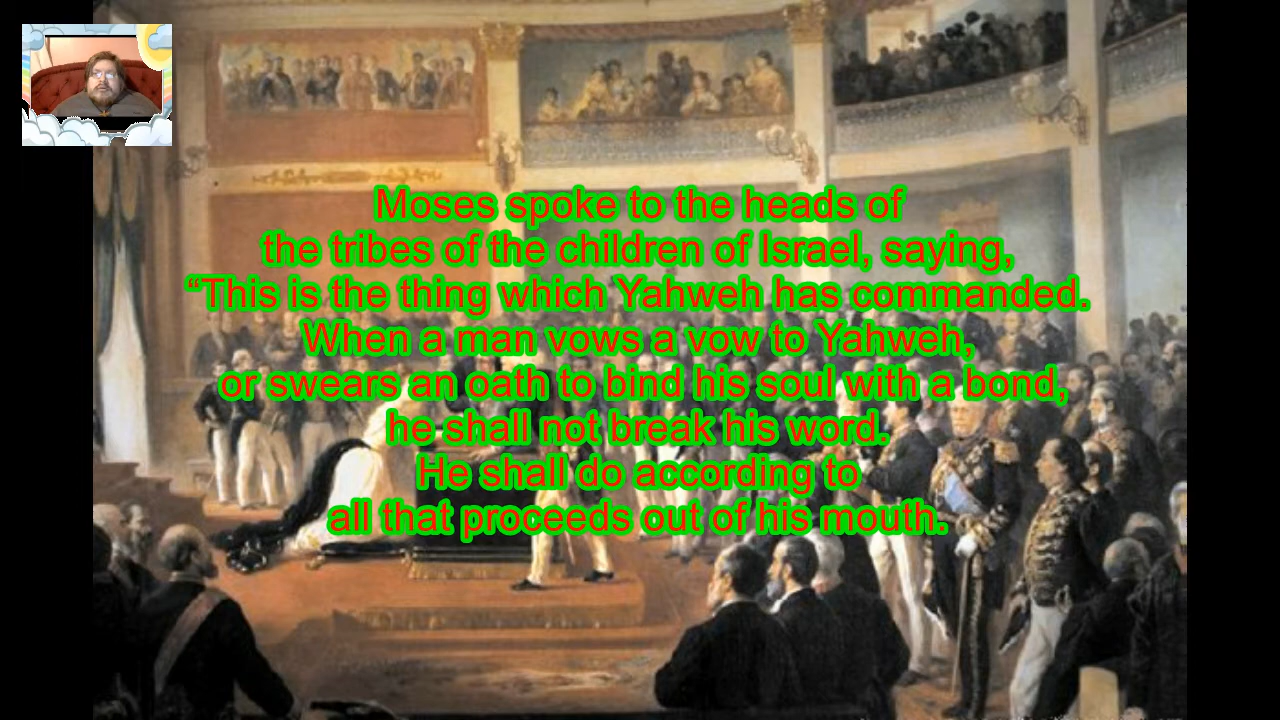 Moses spoke to the heads of
the tribes of the children of Israel, saying,
“This is the thing which Yahweh has commanded.
When a man vows a vow to Yahweh,
or swears an oath to bind his soul with a bond,
he shall not break his word.
He shall do according to
all that proceeds out of his mouth.